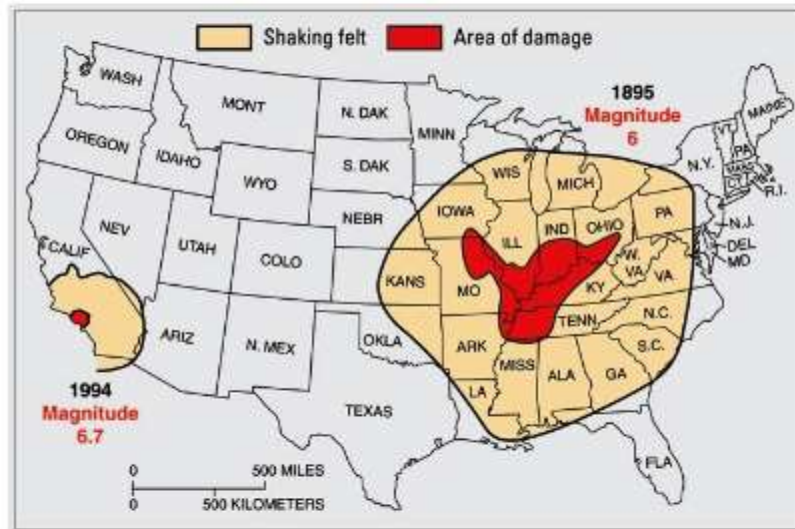 Shaking felt
Area of damage
1895
Magnitude
6
WASH
MONT
N. DAK
MINN
MAINE
VT
PA
OREGON
IDAHO
S. DAK
WIS
MICH
N.Y.
MASS
CT
R.I.
WYO
NEBR
IOWA
PA
N.J.
NEV
UTAH
COLO
ILL
IND
OHIO
DEL
MD
CALIF
KANS
MO
W.
VA
VA
KY
ARIZ
N. MEX
OKLA
ARK
TENN
N.C.
S.C.
1994
Magnitude
6.7
TEXAS
LA
MISS
ALA
GA
FLA
0
500 MILES
0
500 KILOMETERS